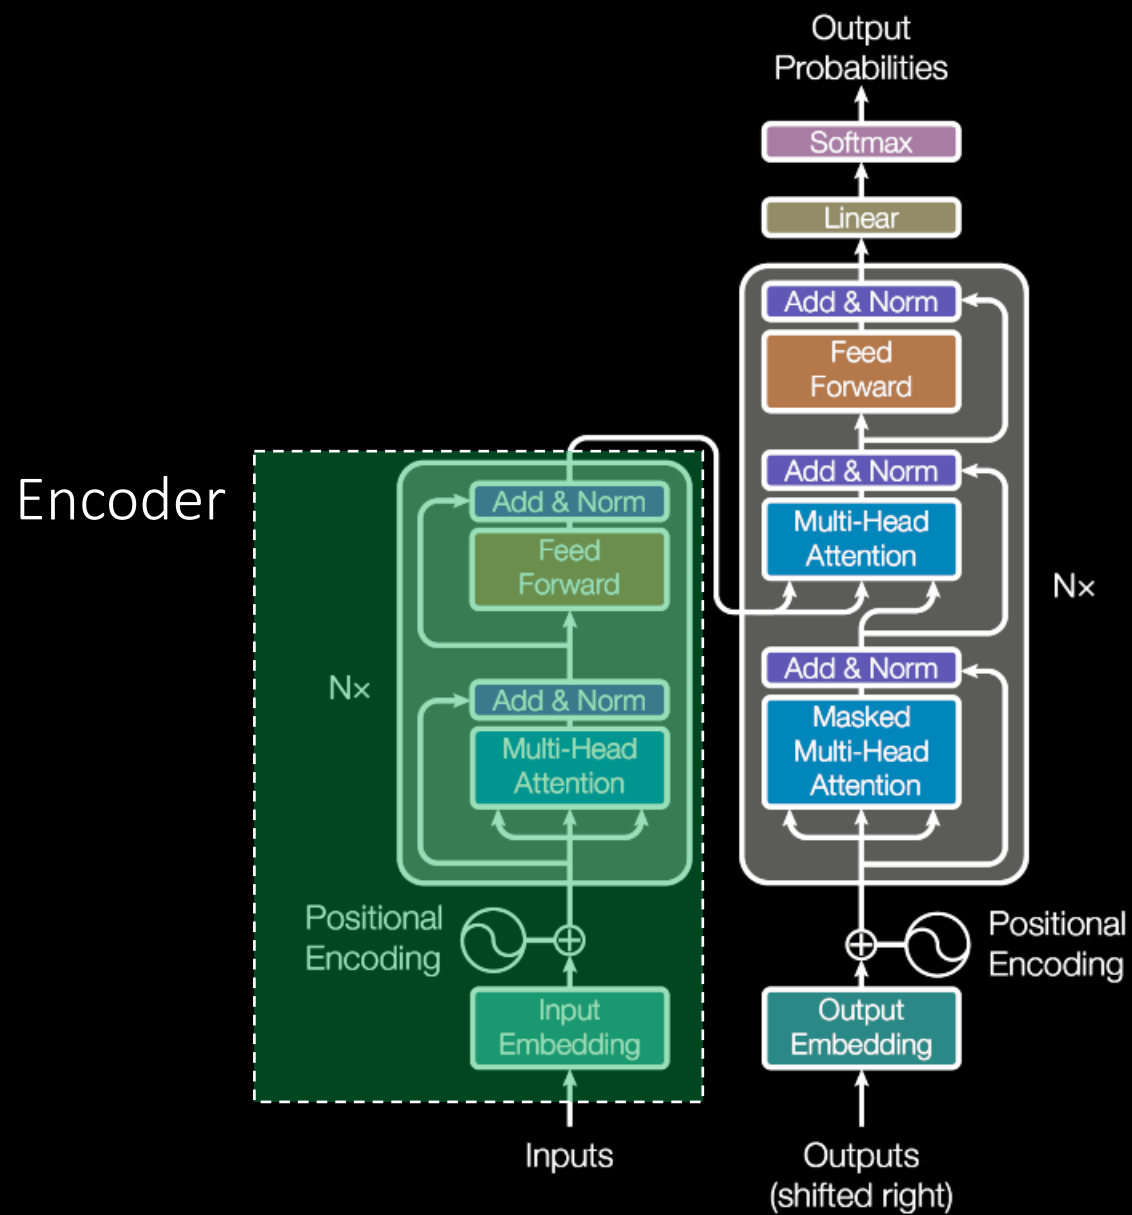 Output
Probabilities
Softmax
Linear
Add & Norm
Feed
Forward
Add & Norm
Multi-Head
Attention
Nx
Add & Norm
Masked
Multi-Head
Attention
Positional
Encoding
Output
Embedding
Outputs
(shifted right)
Encoder
Add & Norm
Feed
Forward
Nx
Add & Norm
Multi-Head
Attention
Positional
Encoding
Input
Embedding
Inputs